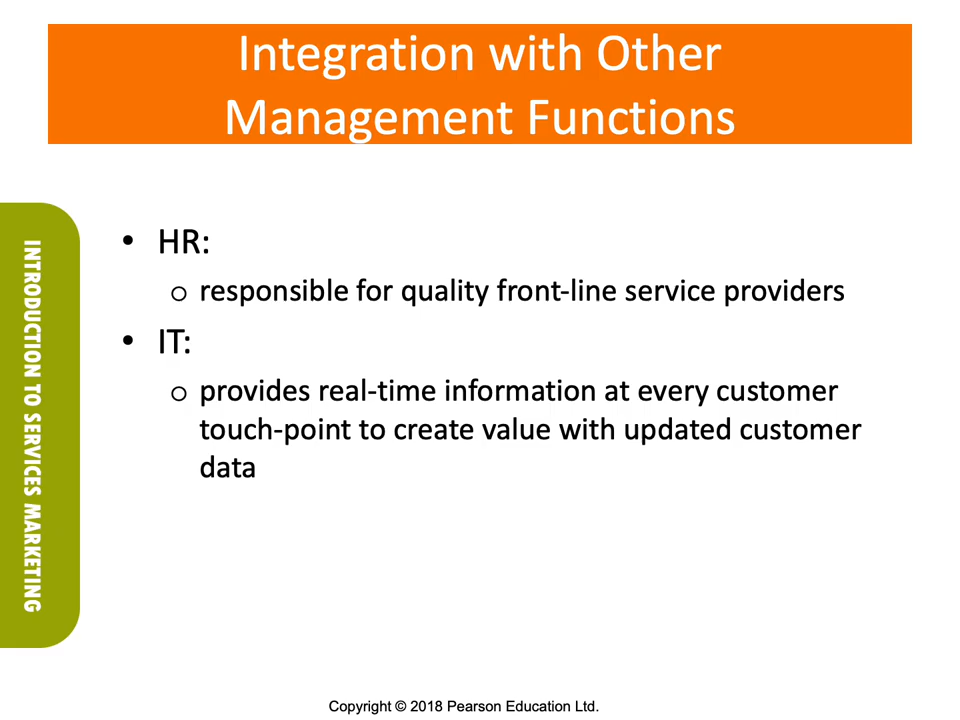 Integration with Other
Management Functions
INTRODUCTION TO SERVICES MARKETING
• HR:
o responsible for quality front-line service providers
• IT:
o provides real-time information at every customer
touch-point to create value with updated customer
data
Copyright © 2018 Pearson Education Ltd.